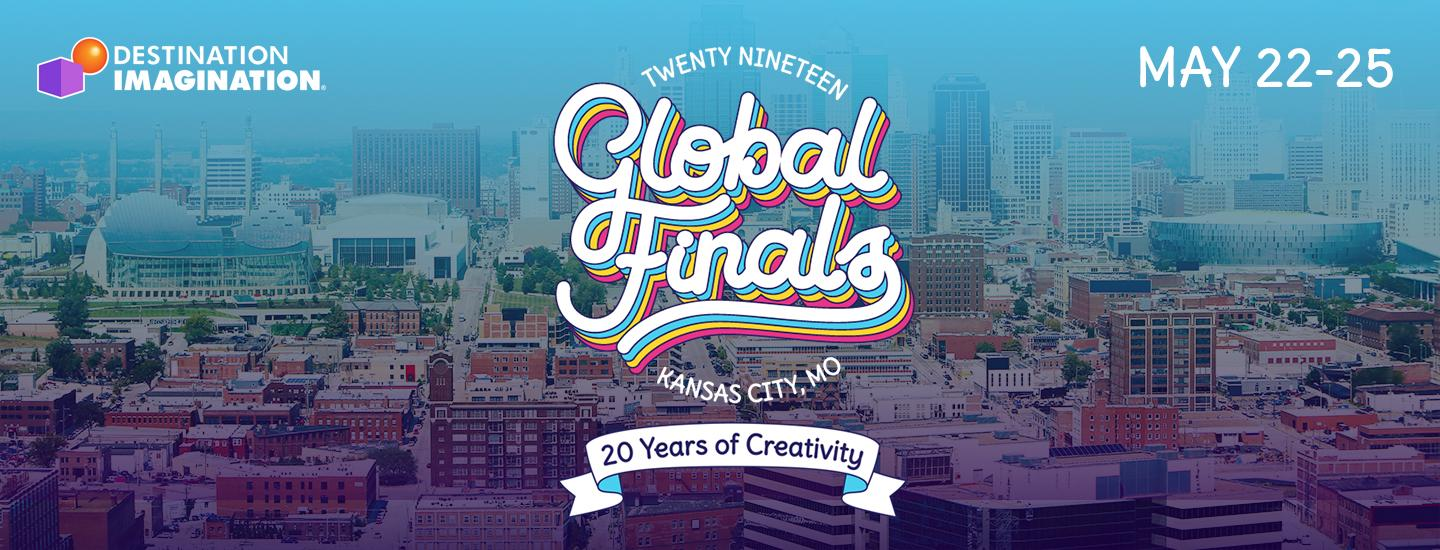 DESTINATION
IMAGINATION®
TWENTY NINETEEN
Global
Finals
KANSAS CITY, MO
20 Years of Creativity
MAY 22-25